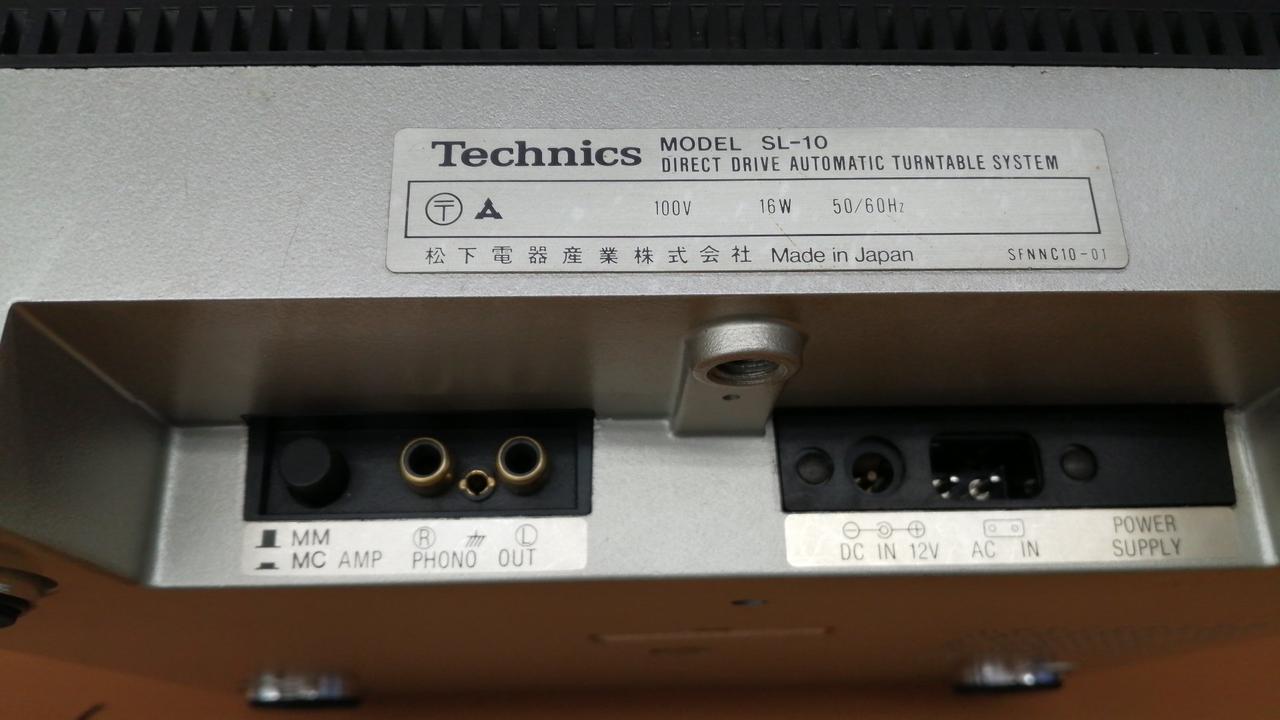 Technics MODEL SL-10
DIRECT DRIVE AUTOMATIC TURNTABLE SYSTEM
100V 16W 50/60Hz
松下電器産業株式会社 Made in Japan SFNNC10-01
MM
MC AMP
R L
PHONO OUT
DC IN 12V
AC IN
POWER
SUPPLY